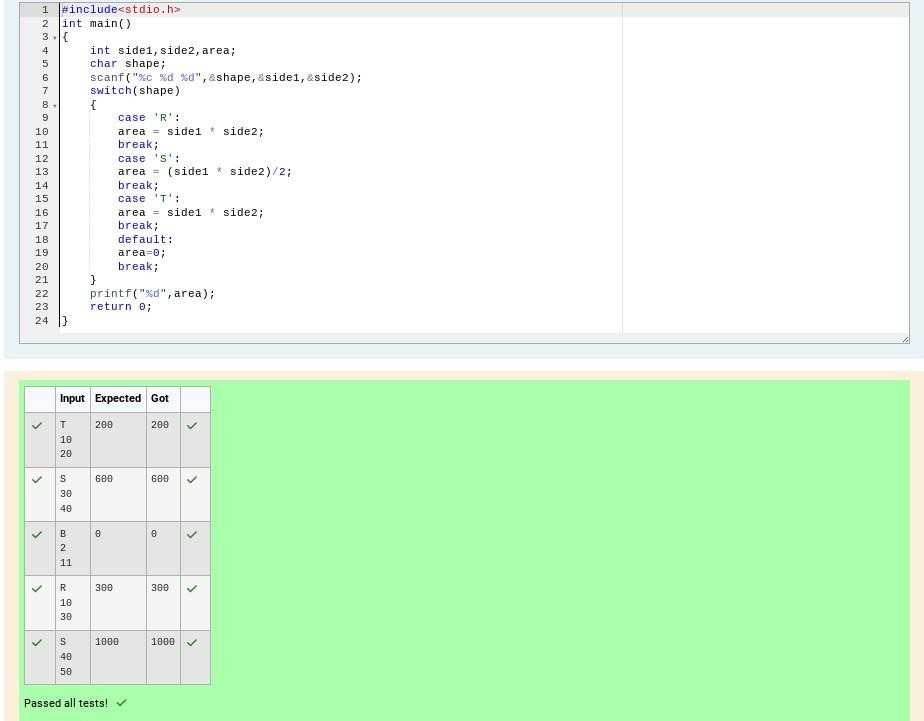 1 #include<stdio.h>
2 int main()
3 {
4     int side1,side2,area;
5     char shape;
6     scanf("%c %d %d",&shape,&side1,&side2);
7     switch(shape)
8     {
9         case 'R':
10         area = side1 * side2;
11         break;
12         case 'S':
13         area = (side1 * side2)/2;
14         break;
15         case 'T':
16         area = side1 * side2;
17         break;
18         default:
19         area=0;
20         break;
21     }
22     printf("%d",area);
23     return 0;
24 }
Input Expected Got
T 200 200
10
20
S 600 600
30
40
B 0 0
2
11
R 300 300
10
30
S 1000 1000
40
50
Passed all tests!